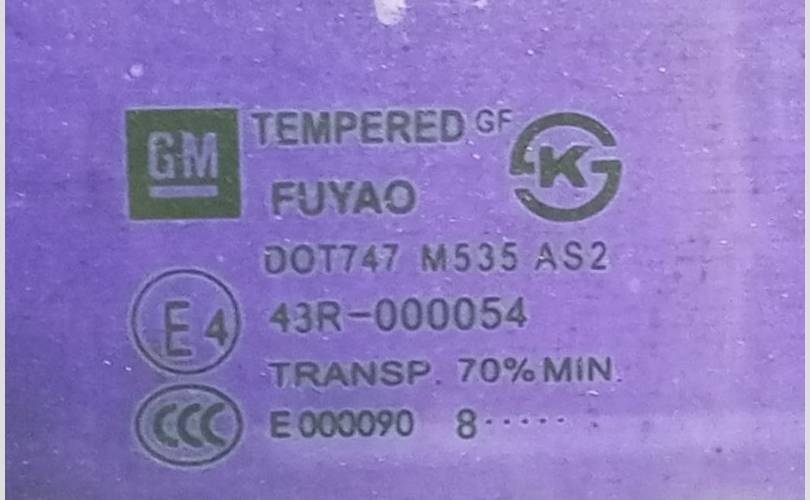 GM TEMPERED GF K
FUYAO
DOT747 M535 AS2
E4 43R-000054
TRANSP. 70% MIN.
CCC E000090 8·····